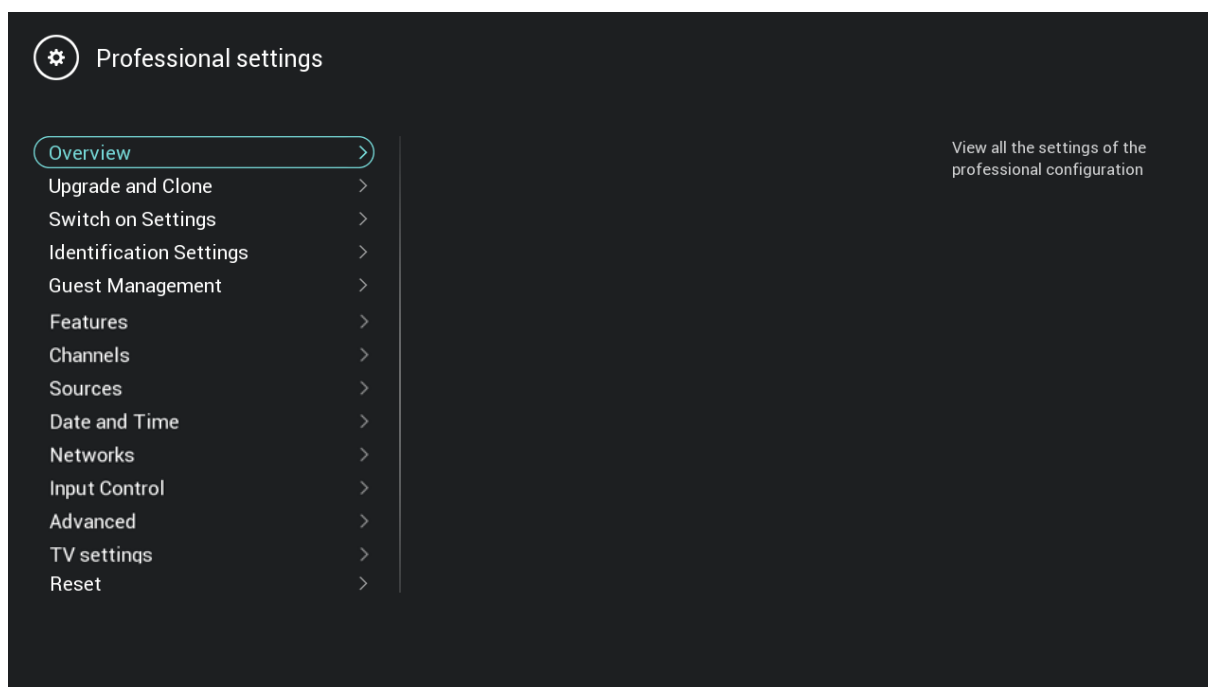 Professional settings
Overview
Upgrade and Clone
Switch on Settings
Identification Settings
Guest Management
Features
Channels
Sources
Date and Time
Networks
Input Control
Advanced
TV settings
Reset
View all the settings of the
professional configuration